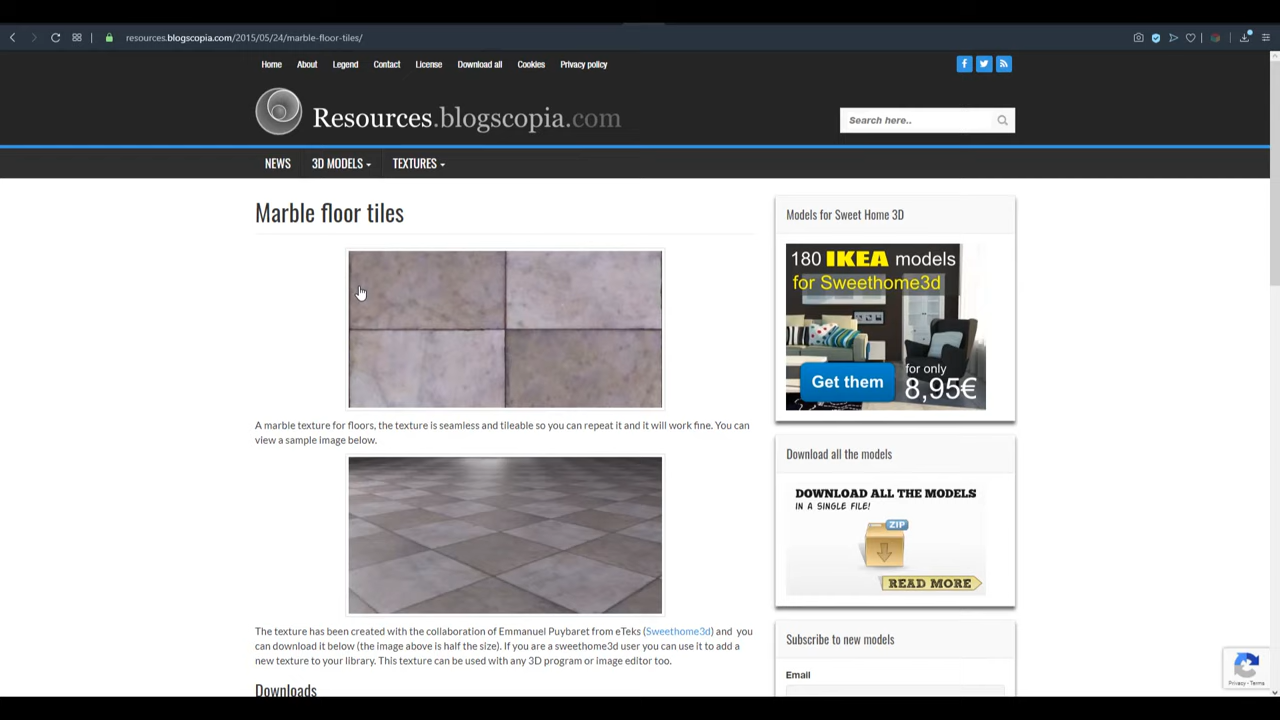 resources.blogscopia.com/2015/05/24/marble-floor-tiles/
Home About Legend Contact License Download all Cookies Privacy policy
Resources.blogscopia.com
Search here..
NEWS 3D MODELS TEXTURES
Marble floor tiles
A marble texture for floors, the texture is seamless and tileable so you can repeat it and it will work fine. You can
view a sample image below.
The texture has been created with the collaboration of Emmanuel Puybaret from eTeks (Sweethome3d) and you
can download it below (the image above is half the size). If you are a sweethome3d user you can use it to add a
new texture to your library. This texture can be used with any 3D program or image editor too.
Downloads
Models for Sweet Home 3D
180 IKEA models
for Sweethome3d
Get them
for only
8,95€
Download all the models
DOWNLOAD ALL THE MODELS
IN A SINGLE FILE!
ZIP
READ MORE
Subscribe to new models
Email
Privacy - Terms